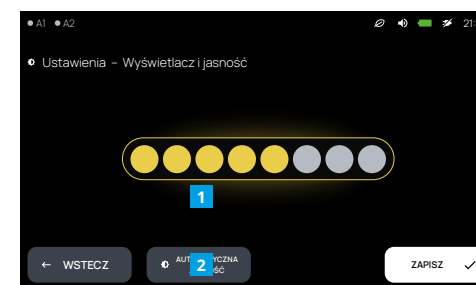 A1 A2 21:
Ustawienia – Wyświetlacz i jasność
1
WSTECZ
2
ZAPISZ